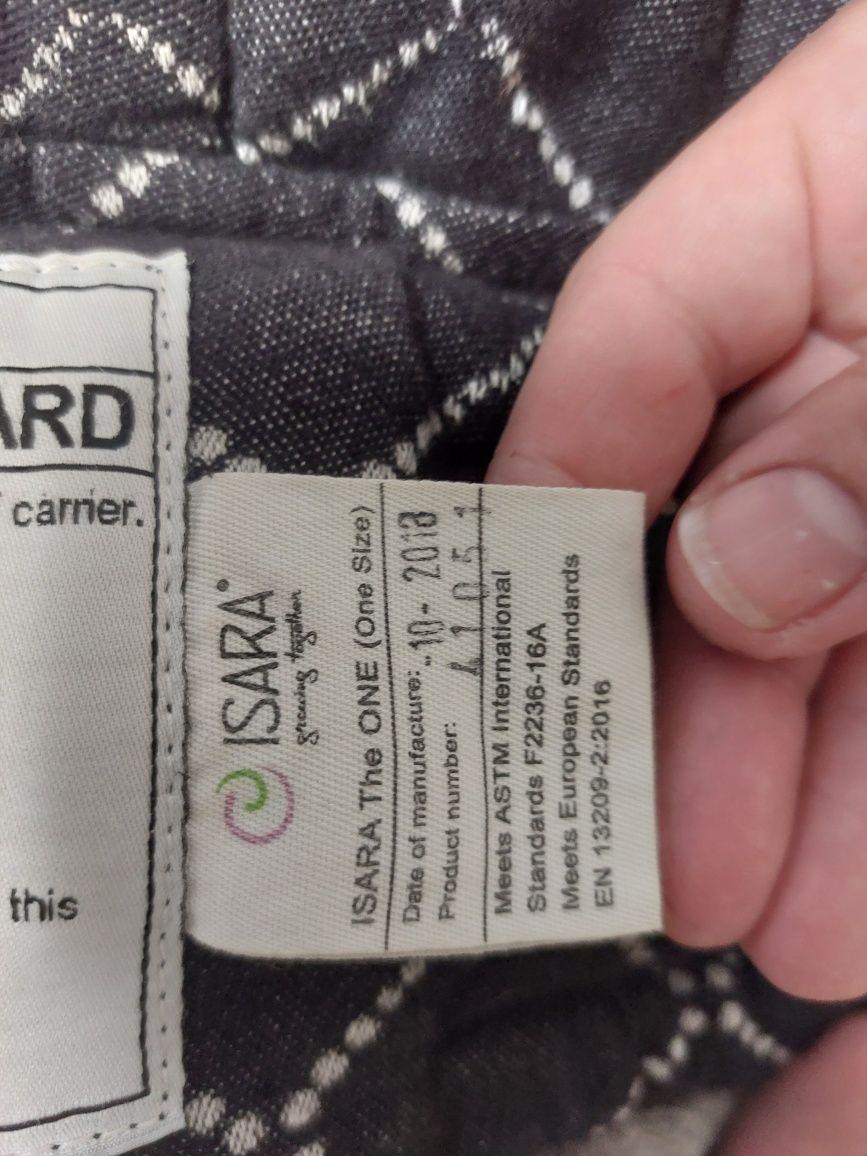 ARD
carrier.
this
ISARA
growing together
ISARA The ONE (One Size)
Date of manufacture: 10-2018
Product number: 41051
Meets ASTM International
Standards F2236-16A
Meets European Standards
EN 13209-2:2016